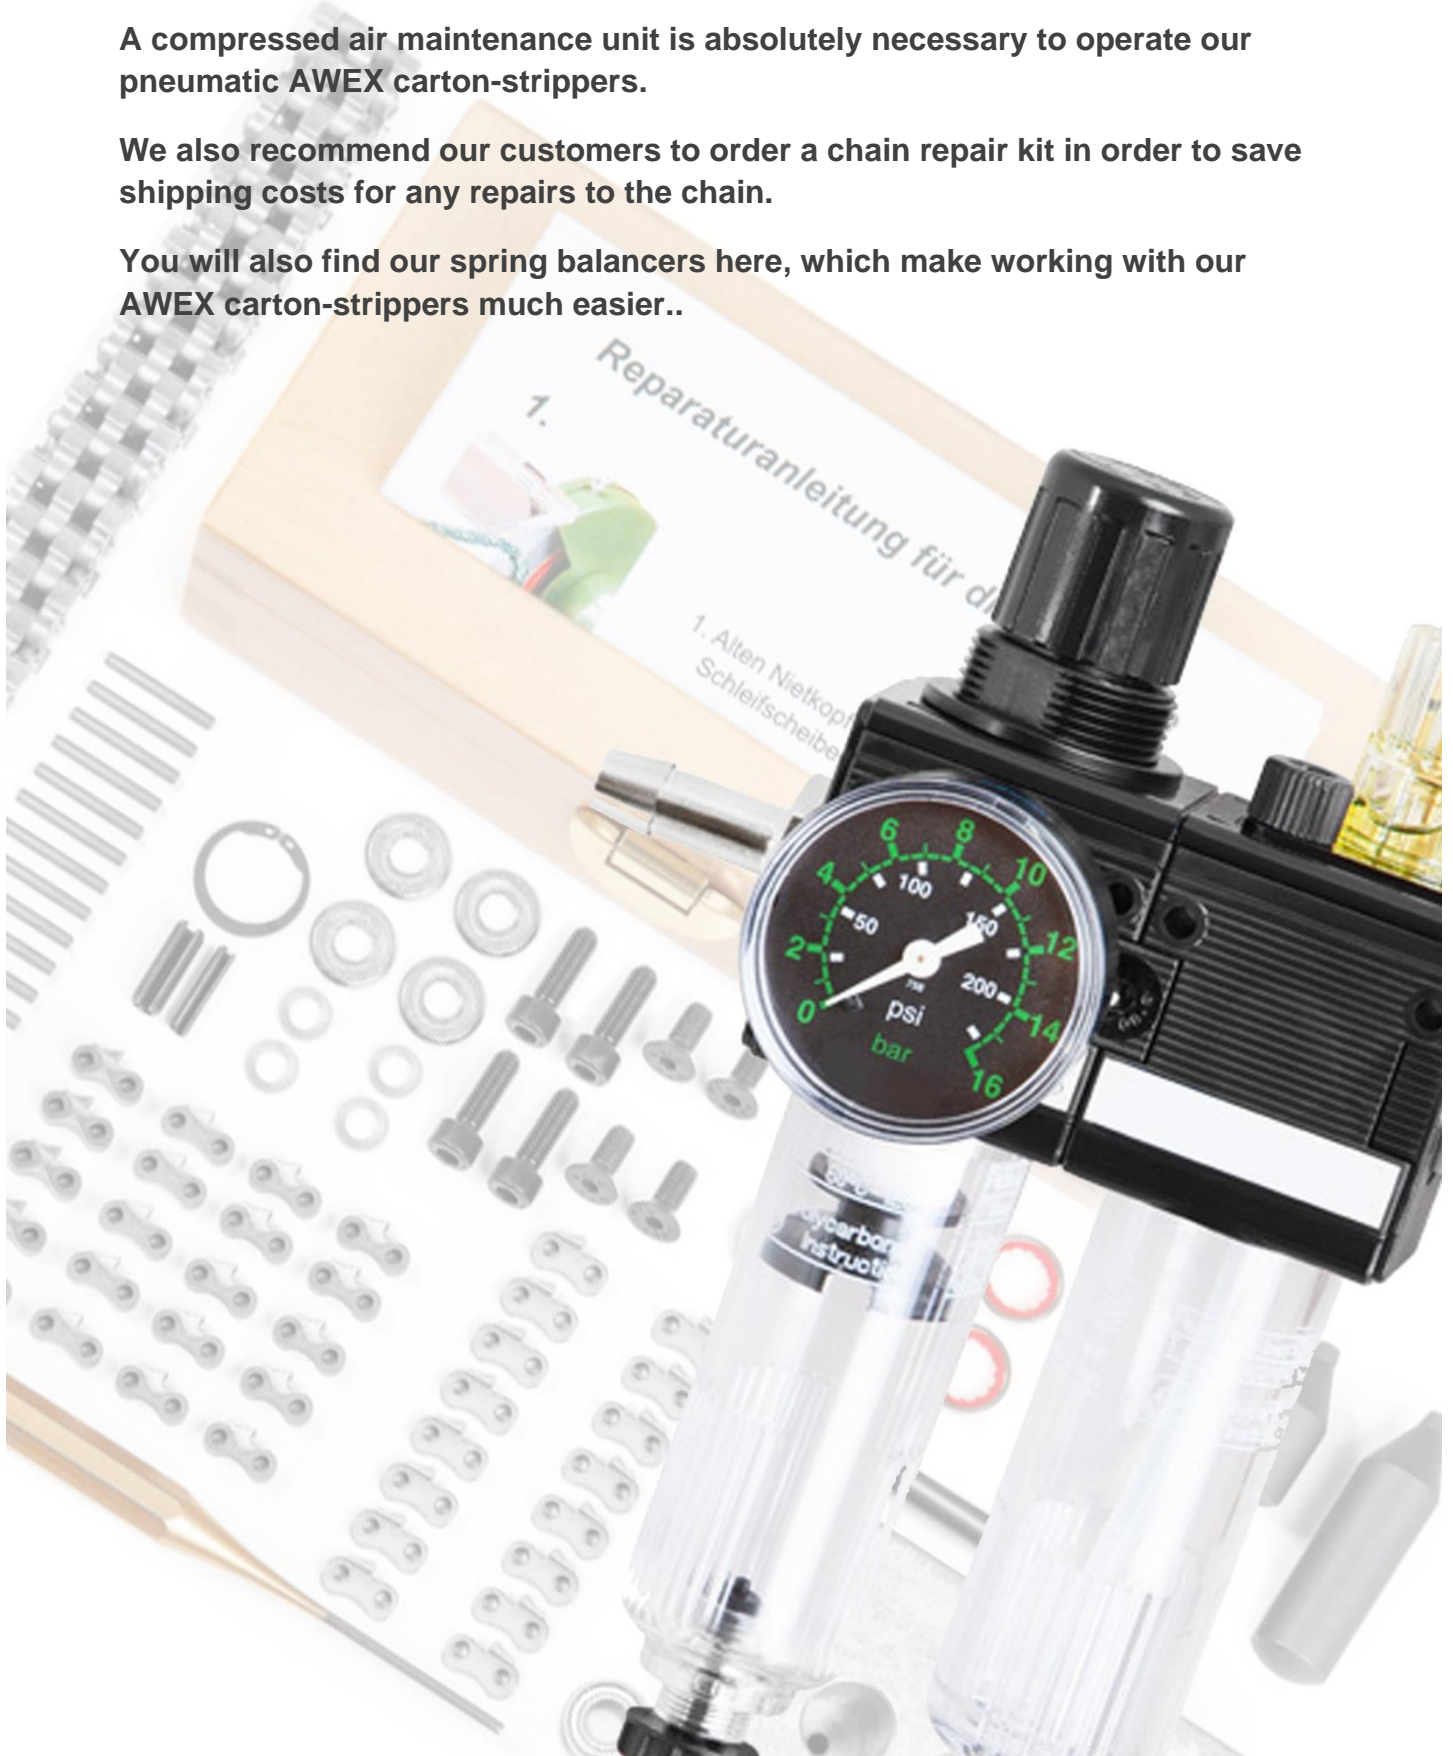 A compressed air maintenance unit is absolutely necessary to operate our
pneumatic AWEX carton-strippers.
We also recommend our customers to order a chain repair kit in order to save
shipping costs for any repairs to the chain.
You will also find our spring balancers here, which make working with our
AWEX carton-strippers much easier..
Reparaturanleitung für
1.
1. Alten Nietkopf
Schleifscheibe
0
2
4
6
8
10
12
14
16
50
100
150
200
psi
bar